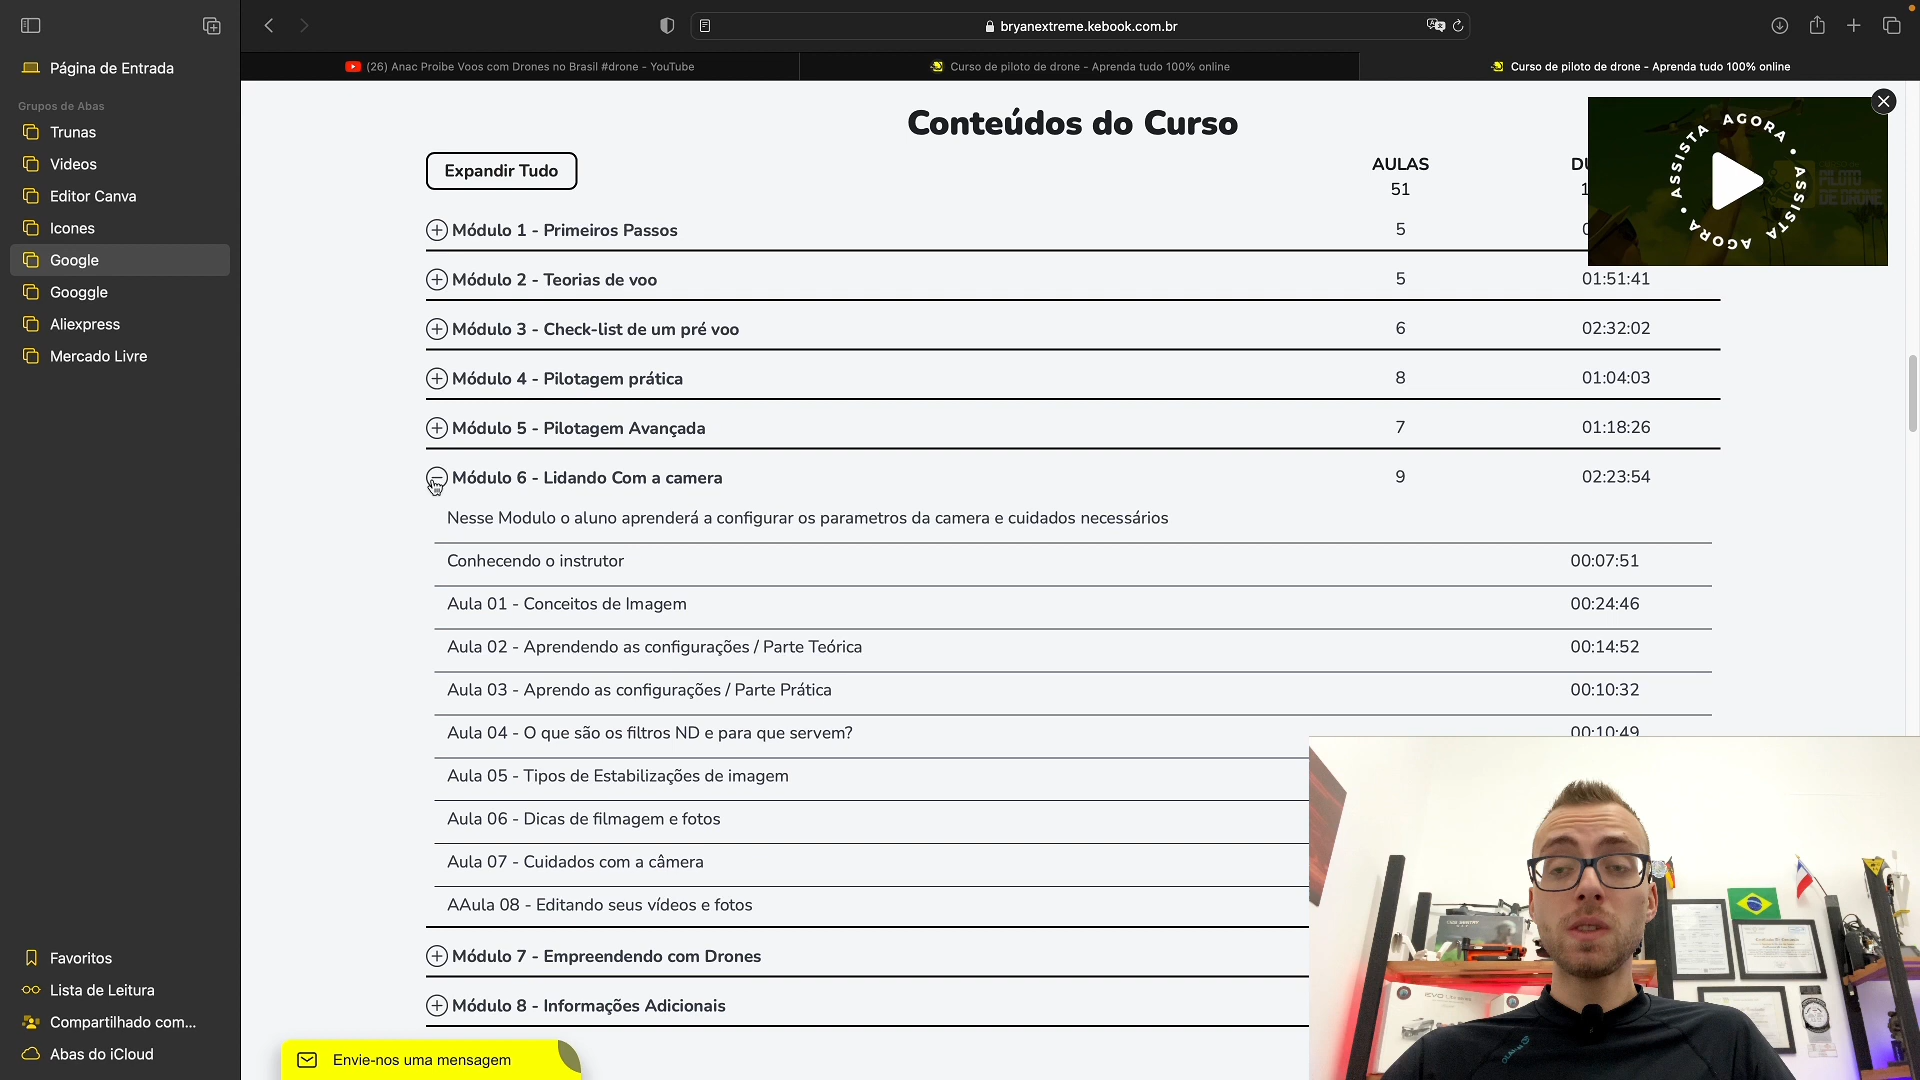 bryanextreme.kebook.com.br
Página de Entrada
(26) Anac Proibe Voos com Drones no Brasil #drone - YouTube
Curso de piloto de drone - Aprenda tudo 100% online
Curso de piloto de drone - Aprenda tudo 100% online
Grupos de Abas
Trunas
Videos
Editor Canva
Icones
Google
Googgle
Aliexpress
Mercado Livre
Favoritos
Lista de Leitura
Compartilhado com...
Abas do iCloud
Conteúdos do Curso
Expandir Tudo
AULAS
51
ASSISTA AGORA • ASSISTA AGORA •
PILOTO
DE DRONE
Módulo 1 - Primeiros Passos 5
Módulo 2 - Teorias de voo 5 01:51:41
Módulo 3 - Check-list de um pré voo 6 02:32:02
Módulo 4 - Pilotagem prática 8 01:04:03
Módulo 5 - Pilotagem Avançada 7 01:18:26
Módulo 6 - Lidando Com a camera 9 02:23:54
Nesse Modulo o aluno aprenderá a configurar os parametros da camera e cuidados necessários
Conhecendo o instrutor 00:07:51
Aula 01 - Conceitos de Imagem 00:24:46
Aula 02 - Aprendendo as configurações / Parte Teórica 00:14:52
Aula 03 - Aprendo as configurações / Parte Prática 00:10:32
Aula 04 - O que são os filtros ND e para que servem? 00:10:49
Aula 05 - Tipos de Estabilizações de imagem
Aula 06 - Dicas de filmagem e fotos
Aula 07 - Cuidados com a câmera
AAula 08 - Editando seus vídeos e fotos
Módulo 7 - Empreendendo com Drones
Módulo 8 - Informações Adicionais
Envie-nos uma mensagem
EVO